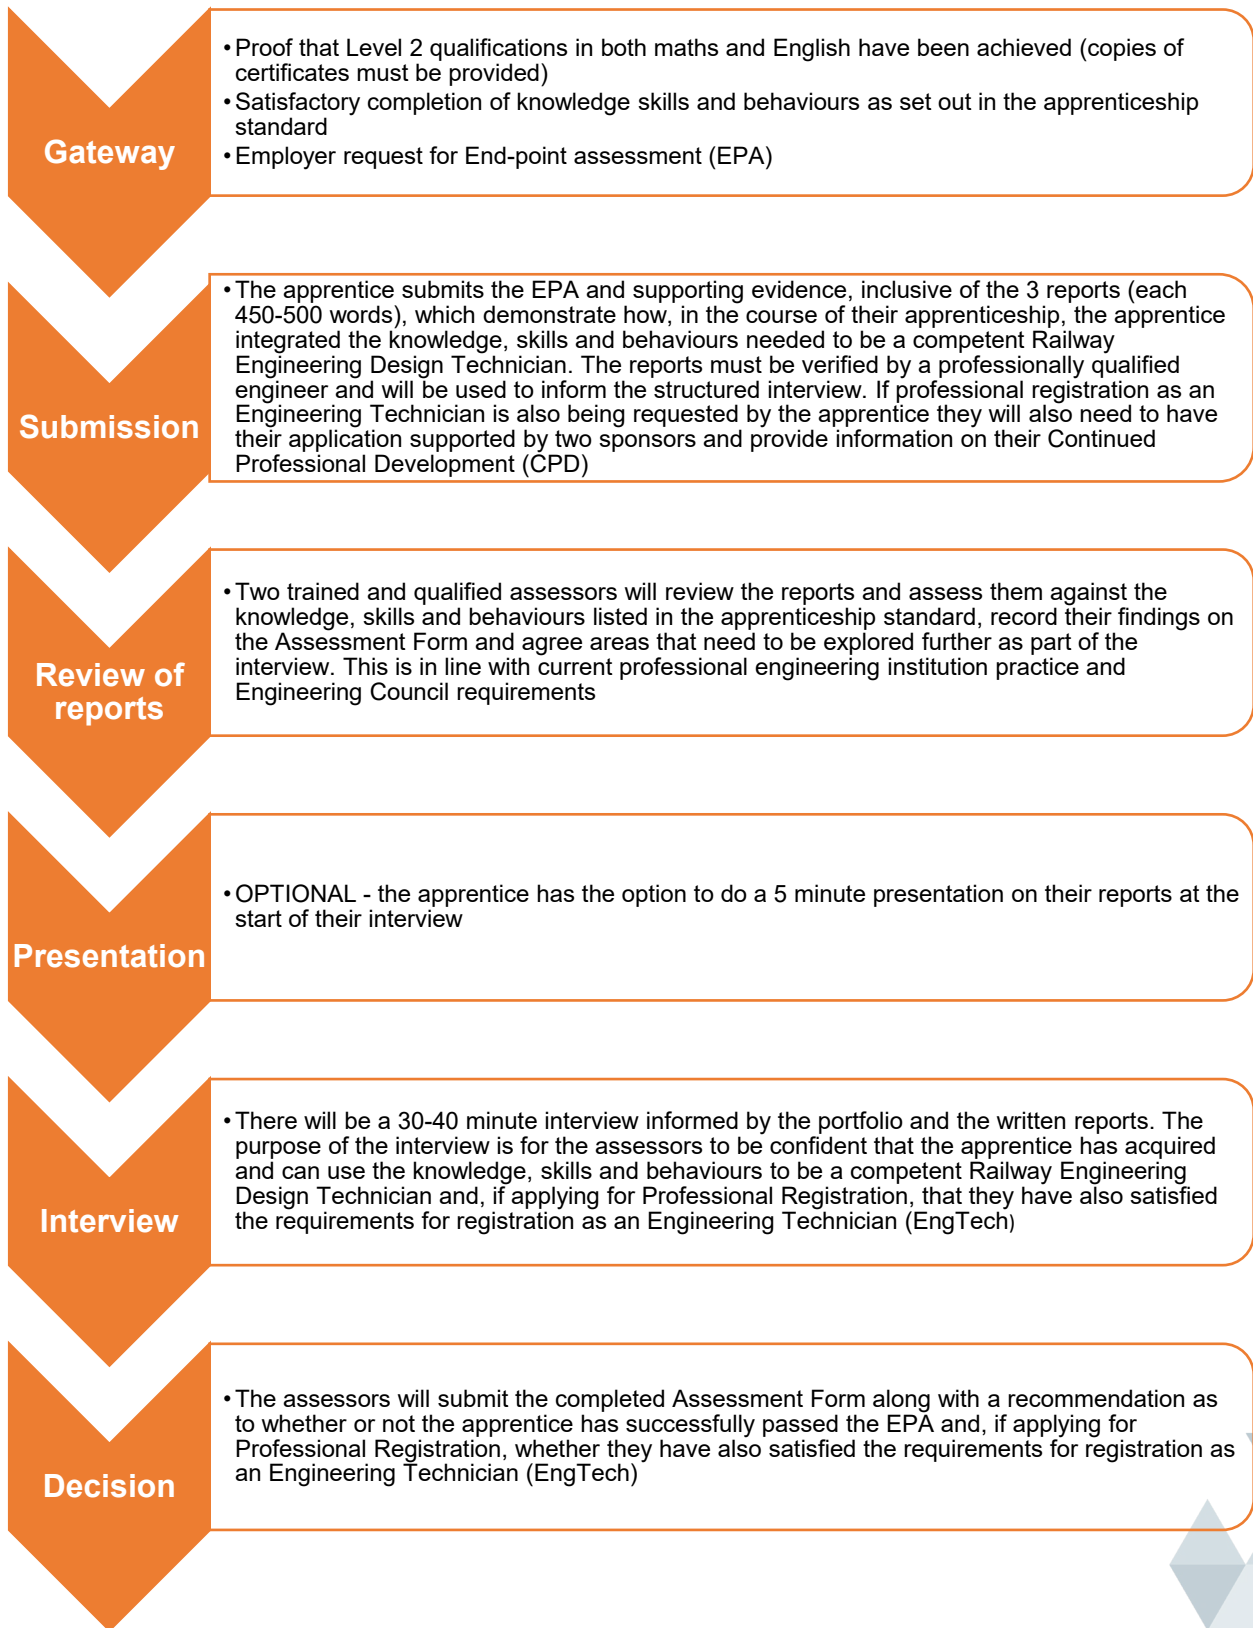 Gateway
•Proof that Level 2 qualifications in both maths and English have been achieved (copies of
certificates must be provided)
•Satisfactory completion of knowledge skills and behaviours as set out in the apprenticeship
standard
•Employer request for End-point assessment (EPA)
Submission
•The apprentice submits the EPA and supporting evidence, inclusive of the 3 reports (each
450-500 words), which demonstrate how, in the course of their apprenticeship, the apprentice
integrated the knowledge, skills and behaviours needed to be a competent Railway
Engineering Design Technician. The reports must be verified by a professionally qualified
engineer and will be used to inform the structured interview. If professional registration as an
Engineering Technician is also being requested by the apprentice they will also need to have
their application supported by two sponsors and provide information on their Continued
Professional Development (CPD)
Review of
reports
•Two trained and qualified assessors will review the reports and assess them against the
knowledge, skills and behaviours listed in the apprenticeship standard, record their findings on
the Assessment Form and agree areas that need to be explored further as part of the
interview. This is in line with current professional engineering institution practice and
Engineering Council requirements
Presentation
•OPTIONAL - the apprentice has the option to do a 5 minute presentation on their reports at the
start of their interview
Interview
•There will be a 30-40 minute interview informed by the portfolio and the written reports. The
purpose of the interview is for the assessors to be confident that the apprentice has acquired
and can use the knowledge, skills and behaviours to be a competent Railway Engineering
Design Technician and, if applying for Professional Registration, that they have also satisfied
the requirements for registration as an Engineering Technician (EngTech)
Decision
•The assessors will submit the completed Assessment Form along with a recommendation as
to whether or not the apprentice has successfully passed the EPA and, if applying for
Professional Registration, whether they have also satisfied the requirements for registration as
an Engineering Technician (EngTech)